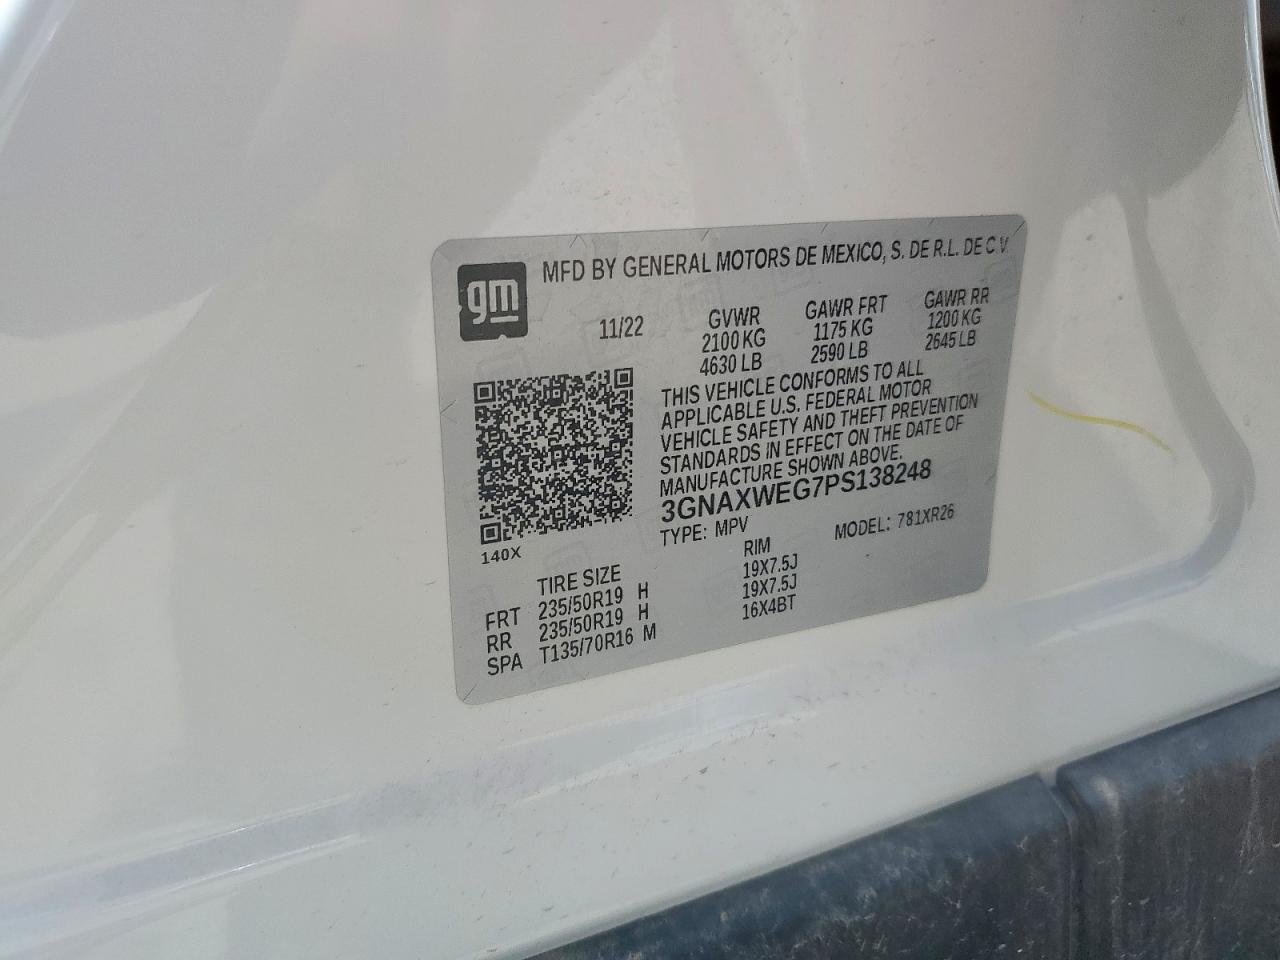 gm
MFD BY GENERAL MOTORS DE MEXICO, S. DE R.L. DE C.V.
11/22
GVWR GAWR FRT GAWR RR
2100 KG 1175 KG 1200 KG
4630 LB 2590 LB 2645 LB
THIS VEHICLE CONFORMS TO ALL
APPLICABLE U.S. FEDERAL MOTOR
VEHICLE SAFETY AND THEFT PREVENTION
STANDARDS IN EFFECT ON THE DATE OF
MANUFACTURE SHOWN ABOVE.
3GNAXWEG7PS138248
TYPE: MPV MODEL: 781XR26
140X
TIRE SIZE RIM
FRT 235/50R19 H 19X7.5J
RR 235/50R19 H 19X7.5J
SPA T135/70R16 M 16X4BT